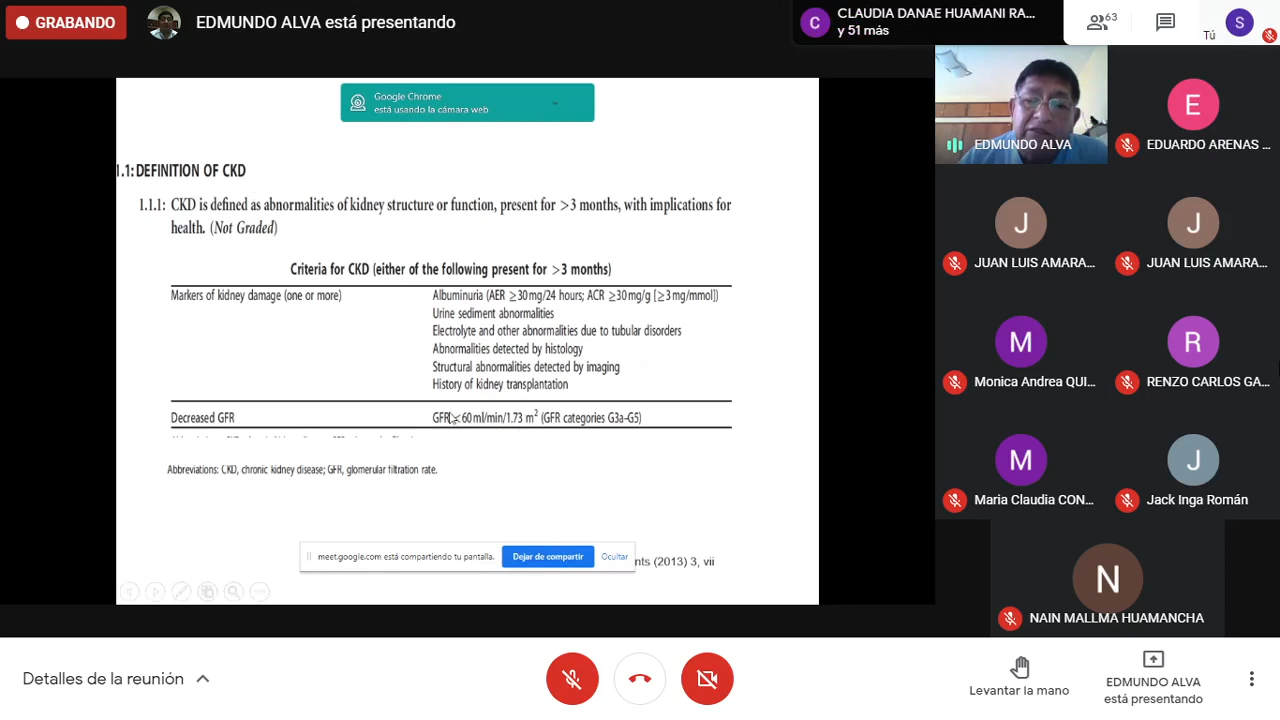 GRABANDO
EDMUNDO ALVA está presentando
C
CLAUDIA DANAE HUAMANI RA...
y 51 más
63
Tú
S
Google Chrome
está usando la cámara web
1.1: DEFINITION OF CKD
1.1.1: CKD is defined as abnormalities of kidney structure or function, present for >3 months, with implications for
health. (Not Graded)
Criteria for CKD (either of the following present for >3 months)
Markers of kidney damage (one or more)
Albuminuria (AER ≥30 mg/24 hours; ACR ≥30 mg/g [≥3 mg/mmol])
Urine sediment abnormalities
Electrolyte and other abnormalities due to tubular disorders
Abnormalities detected by histology
Structural abnormalities detected by imaging
History of kidney transplantation
Decreased GFR
GFR <60 ml/min/1.73 m² (GFR categories G3a–G5)
Abbreviations: CKD, chronic kidney disease; GFR, glomerular filtration rate.
meet.google.com está compartiendo tu pantalla.
Dejar de compartir
Ocultar
nts (2013) 3, vii
EDMUNDO ALVA
E
EDUARDO ARENAS ...
J
JUAN LUIS AMARA...
J
JUAN LUIS AMARA...
M
Monica Andrea QUI...
R
RENZO CARLOS GA...
M
Maria Claudia CON...
J
Jack Inga Román
N
NAIN MALLMA HUAMANCHA
Detalles de la reunión
Levantar la mano
EDMUNDO ALVA
está presentando